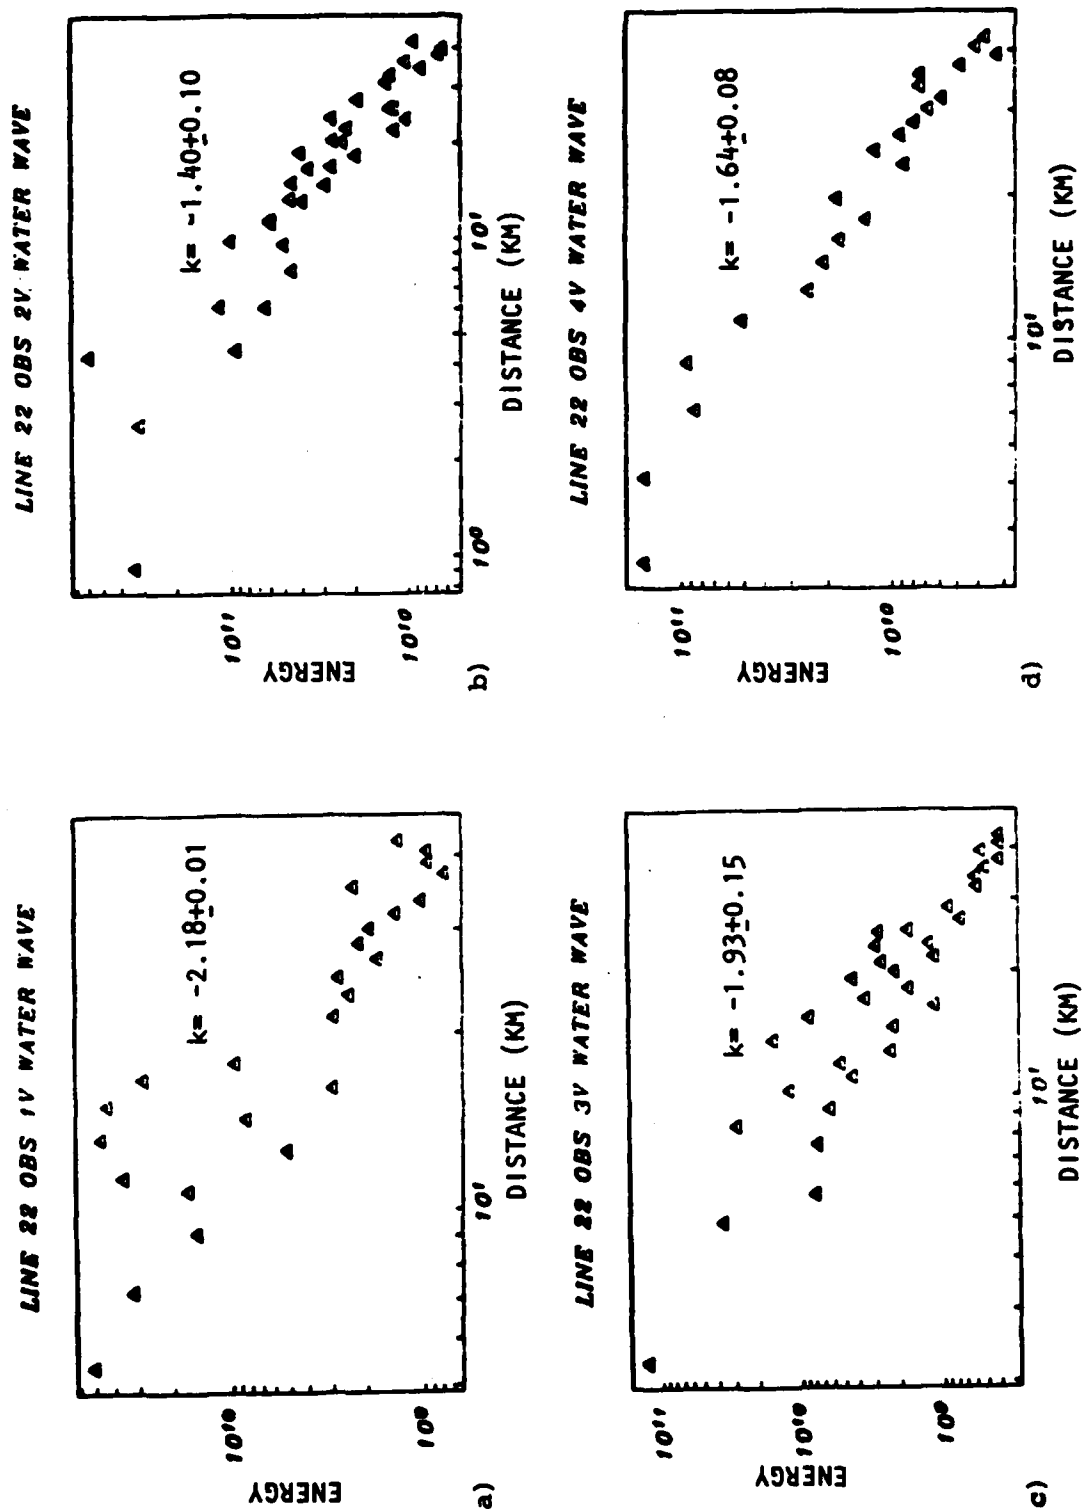 LINE 22 OBS 1V WATER WAVE
k= -2.18±0.01
10¹⁰
10⁹
ENERGY
10¹
DISTANCE (KM)
a)
LINE 22 OBS 2V WATER WAVE
k= -1.40±0.10
10¹¹
10¹⁰
ENERGY
10⁰
10¹
DISTANCE (KM)
b)
LINE 22 OBS 3V WATER WAVE
k= -1.93±0.15
10¹¹
10¹⁰
10⁹
ENERGY
10¹
DISTANCE (KM)
c)
LINE 22 OBS 4V WATER WAVE
k= -1.64±0.08
10¹¹
10¹⁰
ENERGY
10¹
DISTANCE (KM)
d)